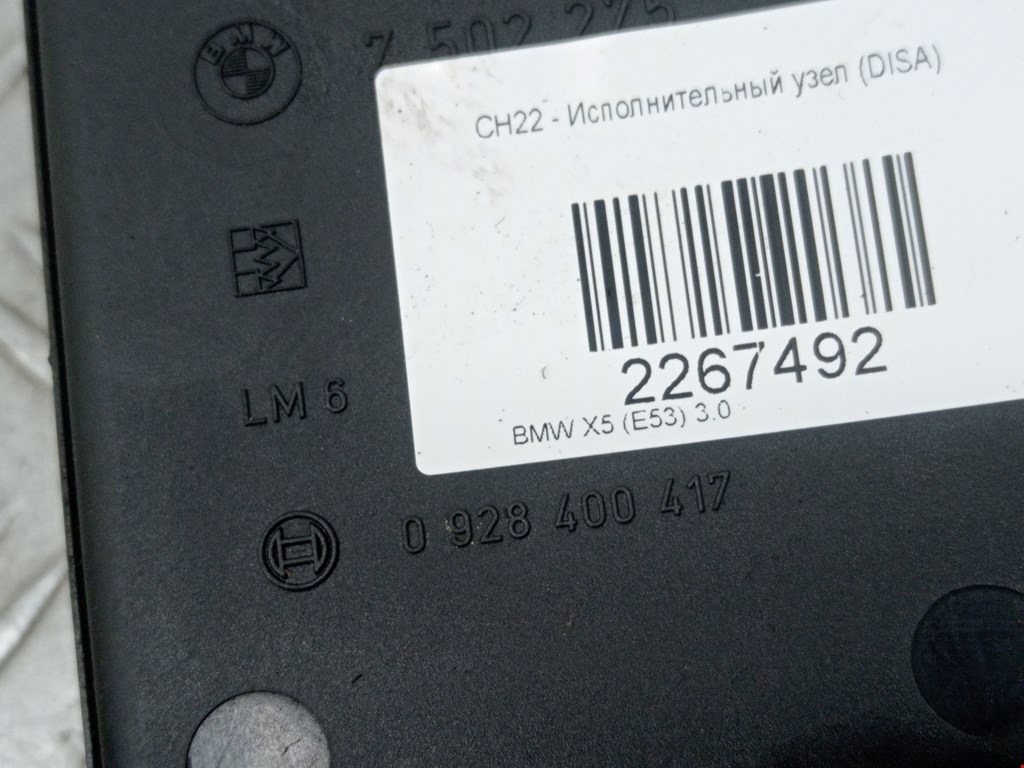 BMW
7 502 275
CH22 - Исполнительный узел (DISA)
2267492
BMW X5 (E53) 3.0
LM 6
0 928 400 417